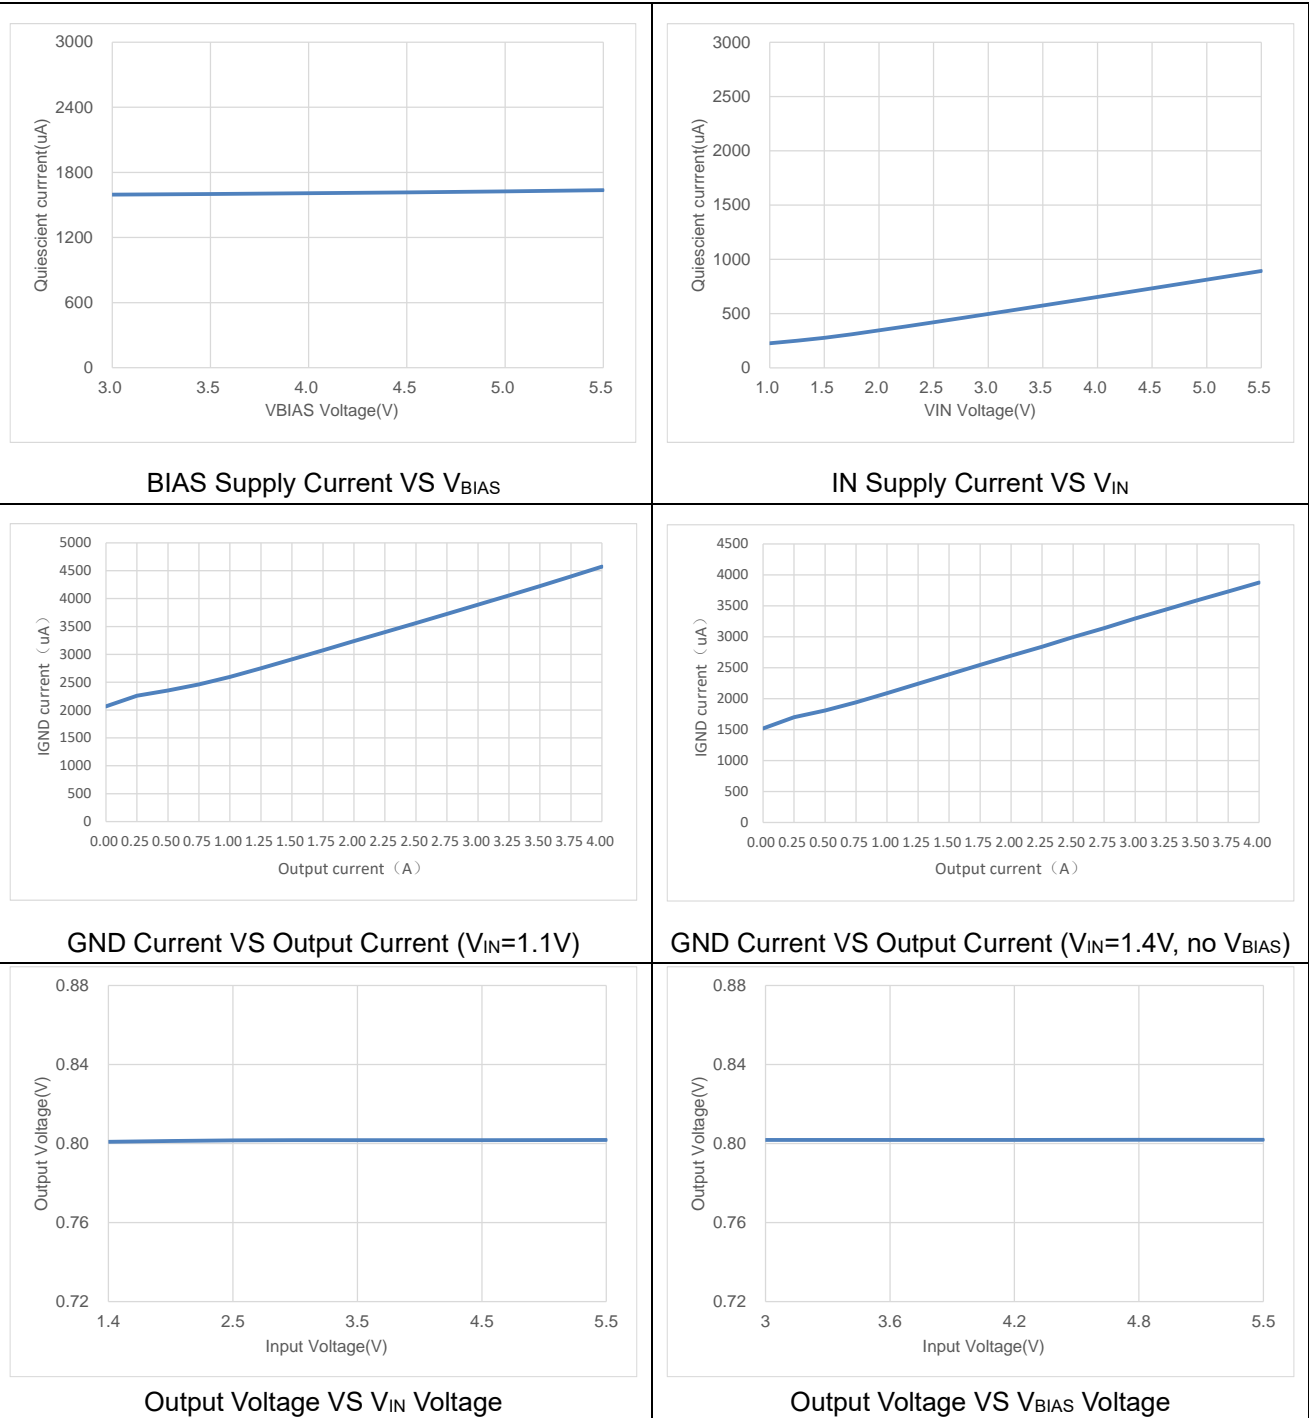 3000
2400
1800
1200
600
0
3.0 3.5 4.0 4.5 5.0 5.5
Quiescient currrent(uA)
VBIAS Voltage(V)
BIAS Supply Current VS VBIAS
3000
2500
2000
1500
1000
500
0
1.0 1.5 2.0 2.5 3.0 3.5 4.0 4.5 5.0 5.5
Quiescient currrent(uA)
VIN Voltage(V)
IN Supply Current VS VIN
5000
4500
4000
3500
3000
2500
2000
1500
1000
500
0
0.00 0.25 0.50 0.75 1.00 1.25 1.50 1.75 2.00 2.25 2.50 2.75 3.00 3.25 3.50 3.75 4.00
IGND current（uA）
Output current（A）
GND Current VS Output Current (VIN=1.1V)
4500
4000
3500
3000
2500
2000
1500
1000
500
0
0.00 0.25 0.50 0.75 1.00 1.25 1.50 1.75 2.00 2.25 2.50 2.75 3.00 3.25 3.50 3.75 4.00
IGND current（uA）
Output current（A）
GND Current VS Output Current (VIN=1.4V, no VBIAS)
0.88
0.84
0.80
0.76
0.72
1.4 2.5 3.5 4.5 5.5
Output Voltage(V)
Input Voltage(V)
Output Voltage VS VIN Voltage
0.88
0.84
0.80
0.76
0.72
3 3.6 4.2 4.8 5.5
Output Voltage(V)
Input Voltage(V)
Output Voltage VS VBIAS Voltage